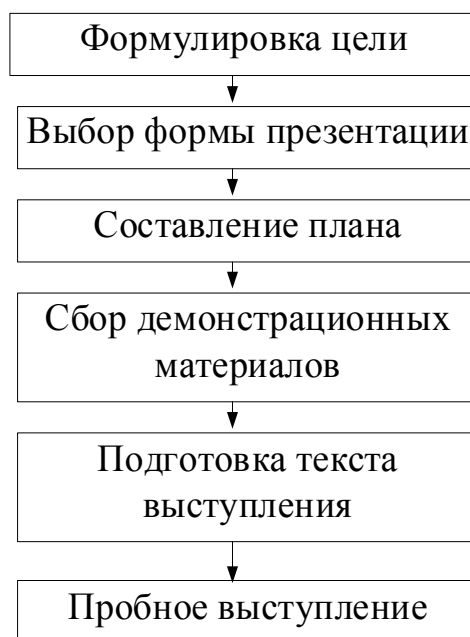 Формулировка цели
Выбор формы презентации
Составление плана
Сбор демонстрационных
материалов
Подготовка текста
выступления
Пробное выступление